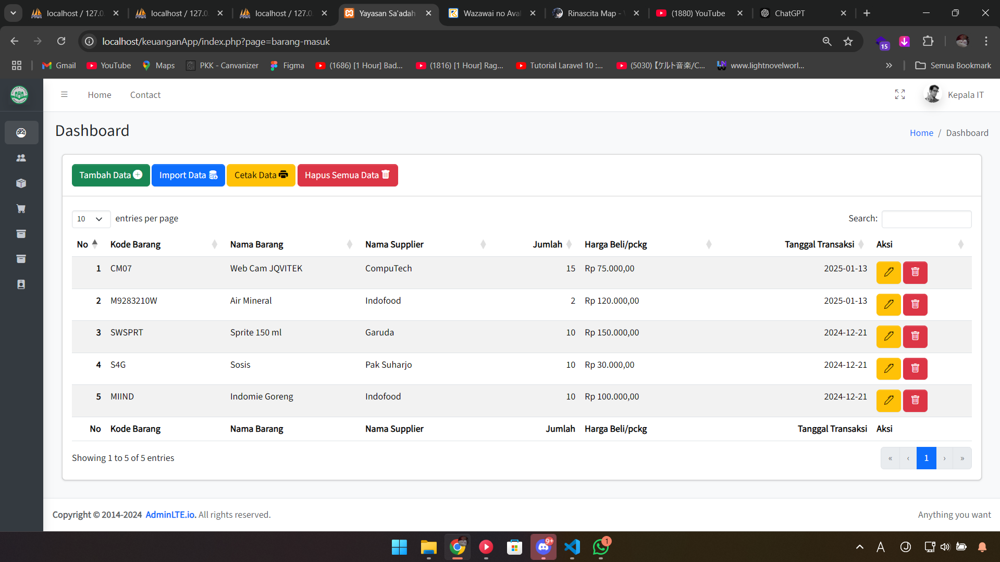 localhost / 127.0.
localhost / 127.0.
localhost / 127.0.
Yayasan Sa'adah
Wazawai no Aval
Rinascita Map -
(1880) YouTube
ChatGPT
localhost/keuanganApp/index.php?page=barang-masuk
15
Gmail
YouTube
Maps
PKK - Canvanizer
Figma
(1686) [1 Hour] Bad...
(1816) [1 Hour] Rag...
Tutorial Laravel 10 :...
(5030)【ケルト音楽/C...
www.lightnovelworl...
Semua Bookmark
Home Contact
Kepala IT
Dashboard
Home / Dashboard
Tambah Data Import Data Cetak Data Hapus Semua Data
10 entries per page
Search:
No Kode Barang Nama Barang Nama Supplier Jumlah Harga Beli/pckg Tanggal Transaksi Aksi
1 CM07 Web Cam JQVITEK CompuTech 15 Rp 75.000,00 2025-01-13
2 M9283210W Air Mineral Indofood 2 Rp 120.000,00 2025-01-13
3 SWSPRT Sprite 150 ml Garuda 10 Rp 150.000,00 2024-12-21
4 S4G Sosis Pak Suharjo 10 Rp 30.000,00 2024-12-21
5 MIIND Indomie Goreng Indofood 10 Rp 100.000,00 2024-12-21
No Kode Barang Nama Barang Nama Supplier Jumlah Harga Beli/pckg Tanggal Transaksi Aksi
Showing 1 to 5 of 5 entries
« ‹ 1 › »
Copyright © 2014-2024 AdminLTE.io. All rights reserved.
Anything you want
9+
1
A